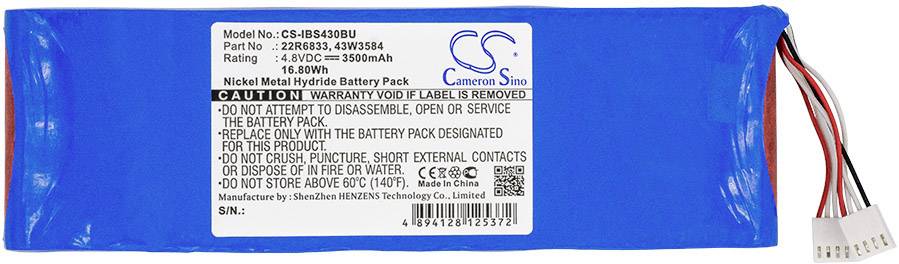 Model No.: CS-IBS430BU
Part No : 22R6833, 43W3584
Rating : 4.8VDC ⎓ 3500mAh
16.80Wh
Nickel Metal Hydride Battery Pack
CS
Cameron Sino
CAUTION WARRANTY VOID IF LABEL IS REMOVED
•DO NOT ATTEMPT TO DISASSEMBLE, OPEN OR SERVICE
THE BATTERY PACK.
•REPLACE ONLY WITH THE BATTERY PACK DESIGNATED FOR
THIS PRODUCT.
•DO NOT CRUSH, PUNCTURE, SHORT EXTERNAL CONTACTS
OR DISPOSE OF IN FIRE OR WATER.
•DO NOT STORE ABOVE 60℃ (140℉)
CE
Made In China
Manufacture by : ShenZhen HENZENS Technology Co., Limited
S/N.:
4 894128 125372